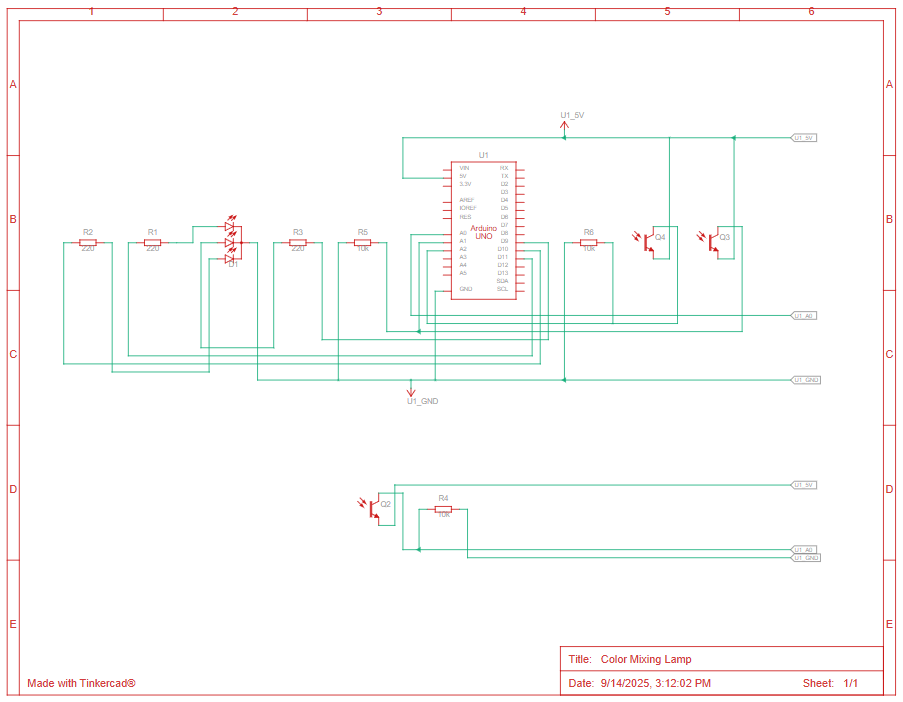 1 2 3 4 5 6
A A
U1_5V
U1_5V
U1
VIN RX
5V TX
3.3V D2
D3
AREF D4
IOREF D5
RES D6
D7
B B
R2 R1 R3 R5 Arduino R6 Q4 Q3
A0 D8
UNO
A1 D9
220 220 220 10k 10k
A2 D10
A3 D11
D1
A4 D12
A5 D13
SDA
GND SCL
U1_A0
C C
U1_GND
U1_GND
U1_5V
D D
Q2 R4
10k
U1_A0
U1_GND
E E
Title: Color Mixing Lamp
Made with Tinkercad®
Date: 9/14/2025, 3:12:02 PM Sheet: 1/1